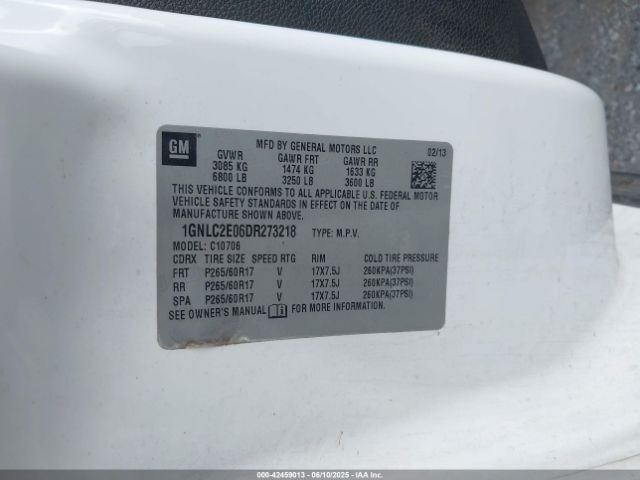 GM
MFD BY GENERAL MOTORS LLC
02/13
GVWR GAWR FRT GAWR RR
3085 KG 1474 KG 1633 KG
6800 LB 3250 LB 3600 LB
THIS VEHICLE CONFORMS TO ALL APPLICABLE U.S. FEDERAL MOTOR
VEHICLE SAFETY STANDARDS IN EFFECT ON THE DATE OF
MANUFACTURE SHOWN ABOVE.
1GNLC2E06DR273218 TYPE: M.P.V.
MODEL: C10706
CDRX TIRE SIZE SPEED RTG RIM COLD TIRE PRESSURE
FRT P265/60R17 V 17X7.5J 260KPA(37PSI)
RR P265/60R17 V 17X7.5J 260KPA(37PSI)
SPA P265/60R17 V 17X7.5J 260KPA(37PSI)
SEE OWNER'S MANUAL FOR MORE INFORMATION.
000-42459013 - 06/10/2025 - IAA Inc.